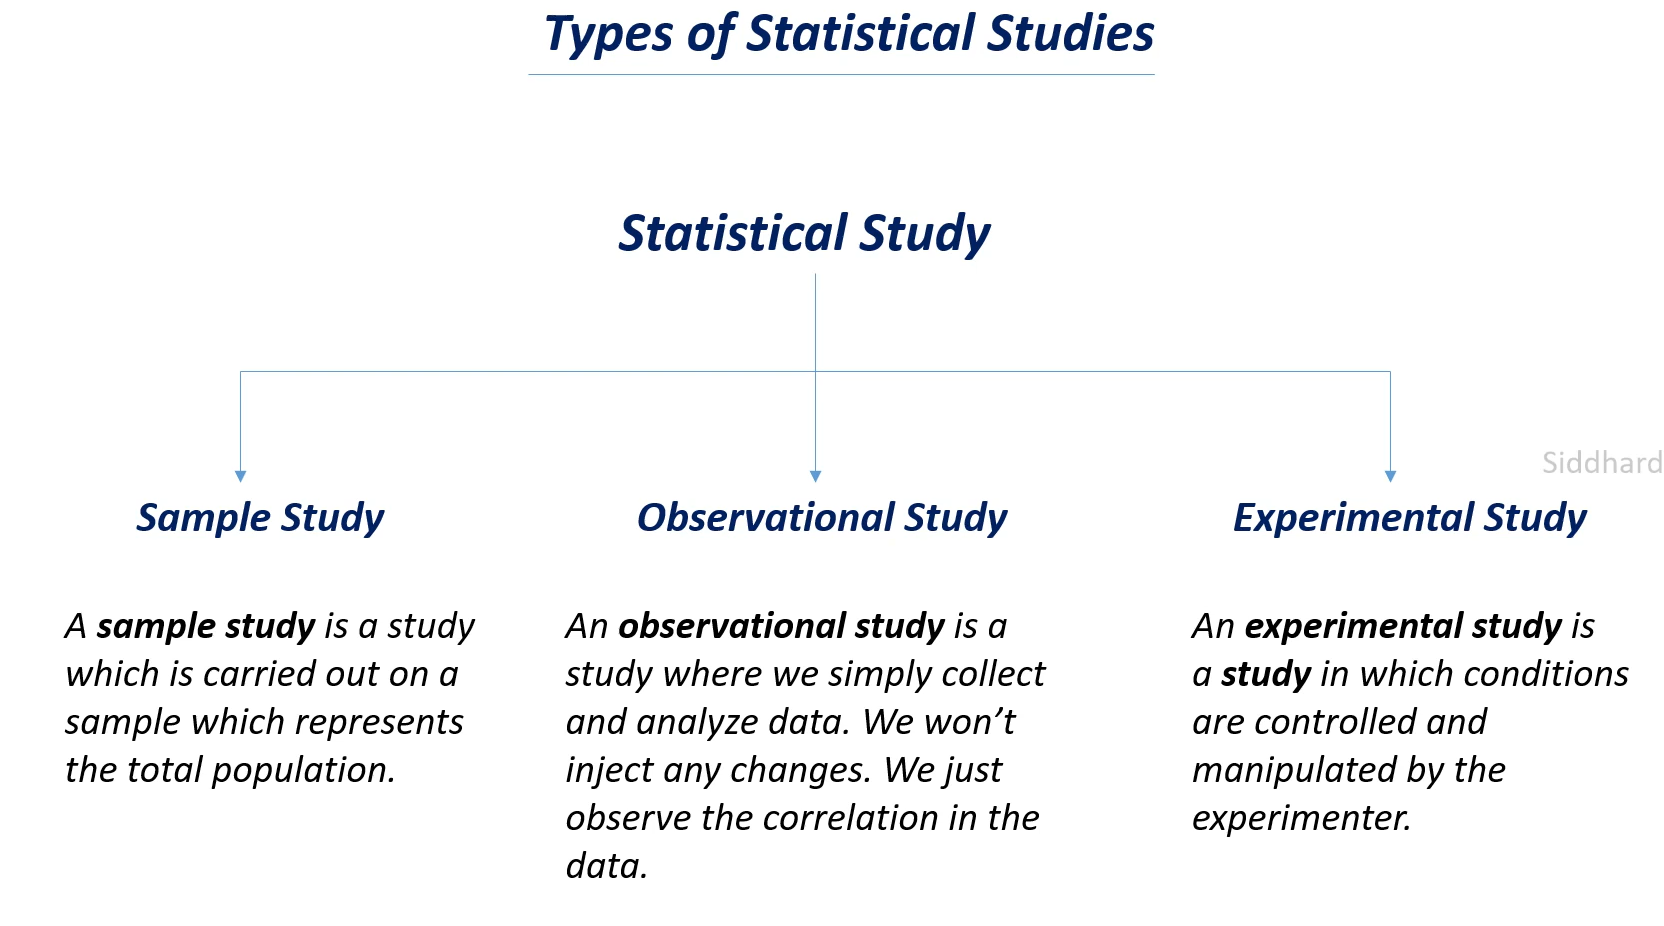 Types of Statistical Studies
Statistical Study
Siddhard
Sample Study
A sample study is a study
which is carried out on a
sample which represents
the total population.
Observational Study
An observational study is a
study where we simply collect
and analyze data. We won’t
inject any changes. We just
observe the correlation in the
data.
Experimental Study
An experimental study is
a study in which conditions
are controlled and
manipulated by the
experimenter.